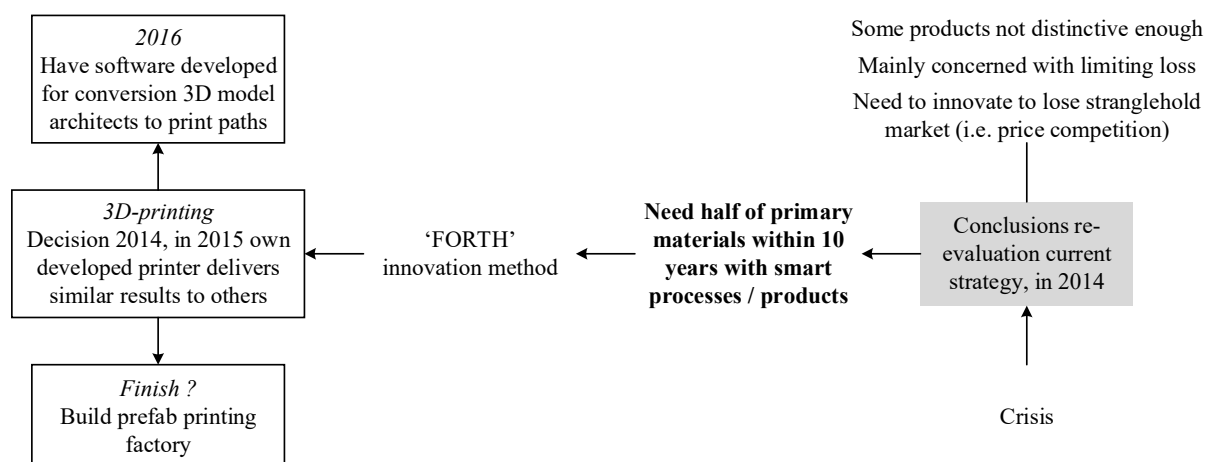 2016
Have software developed
for conversion 3D model
architects to print paths
3D-printing
Decision 2014, in 2015 own
developed printer delivers
similar results to others
Finish ?
Build prefab printing
factory
‘FORTH’
innovation method
Need half of primary
materials within 10
years with smart
processes / products
Some products not distinctive enough
Mainly concerned with limiting loss
Need to innovate to lose stranglehold
market (i.e. price competition)
Conclusions re-
evaluation current
strategy, in 2014
Crisis